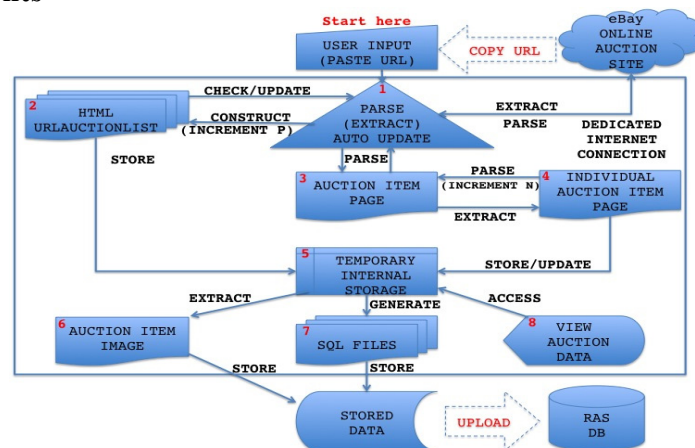 Start here
USER INPUT
(PASTE URL)
COPY URL
eBay
ONLINE
AUCTION
SITE
1
PARSE
(EXTRACT)
AUTO UPDATE
2
HTML
URLAUCTIONLIST
CHECK/UPDATE
CONSTRUCT
(INCREMENT P)
EXTRACT
PARSE
DEDICATED
INTERNET
CONNECTION
STORE
PARSE
3
AUCTION ITEM
PAGE
PARSE
(INCREMENT N)
EXTRACT
4
INDIVIDUAL
AUCTION ITEM
PAGE
5
TEMPORARY
INTERNAL
STORAGE
STORE/UPDATE
EXTRACT
GENERATE
ACCESS
6
AUCTION ITEM
IMAGE
7
SQL FILES
8
VIEW
AUCTION
DATA
STORE
STORE
STORED
DATA
UPLOAD
RAS
DB